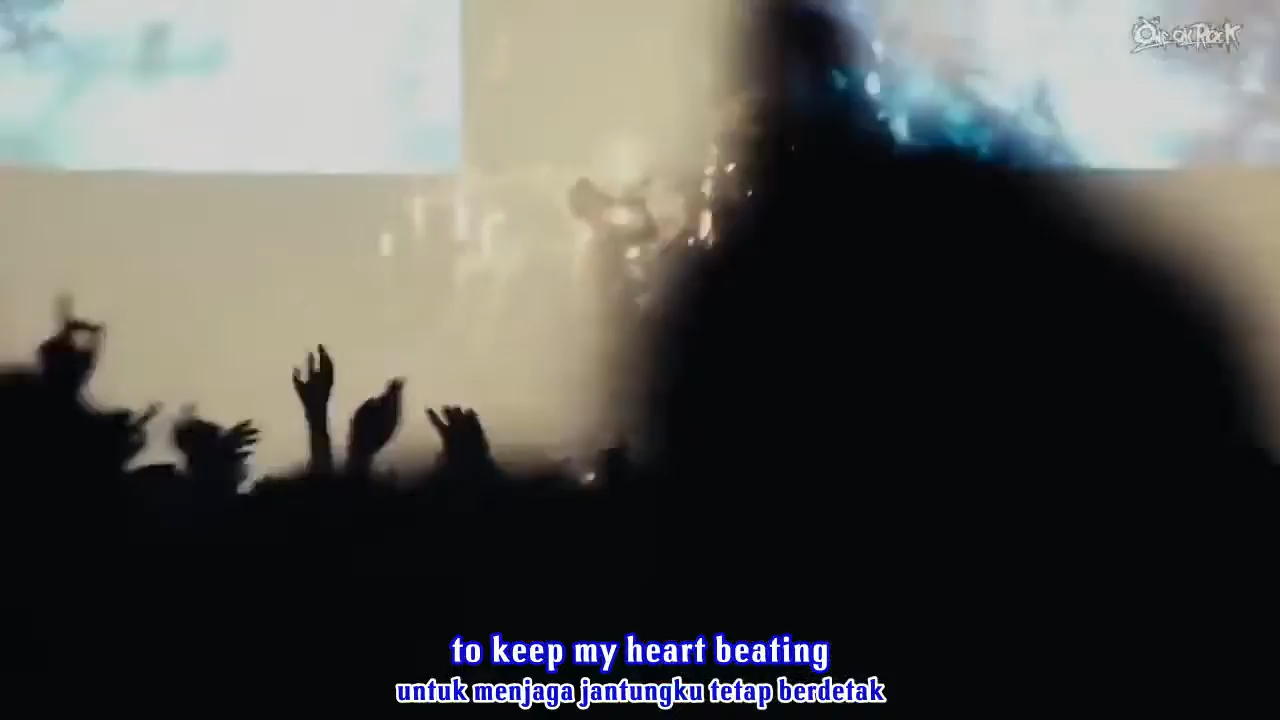 ONE OK ROCK
to keep my heart beating
untuk menjaga jantungku tetap berdetak